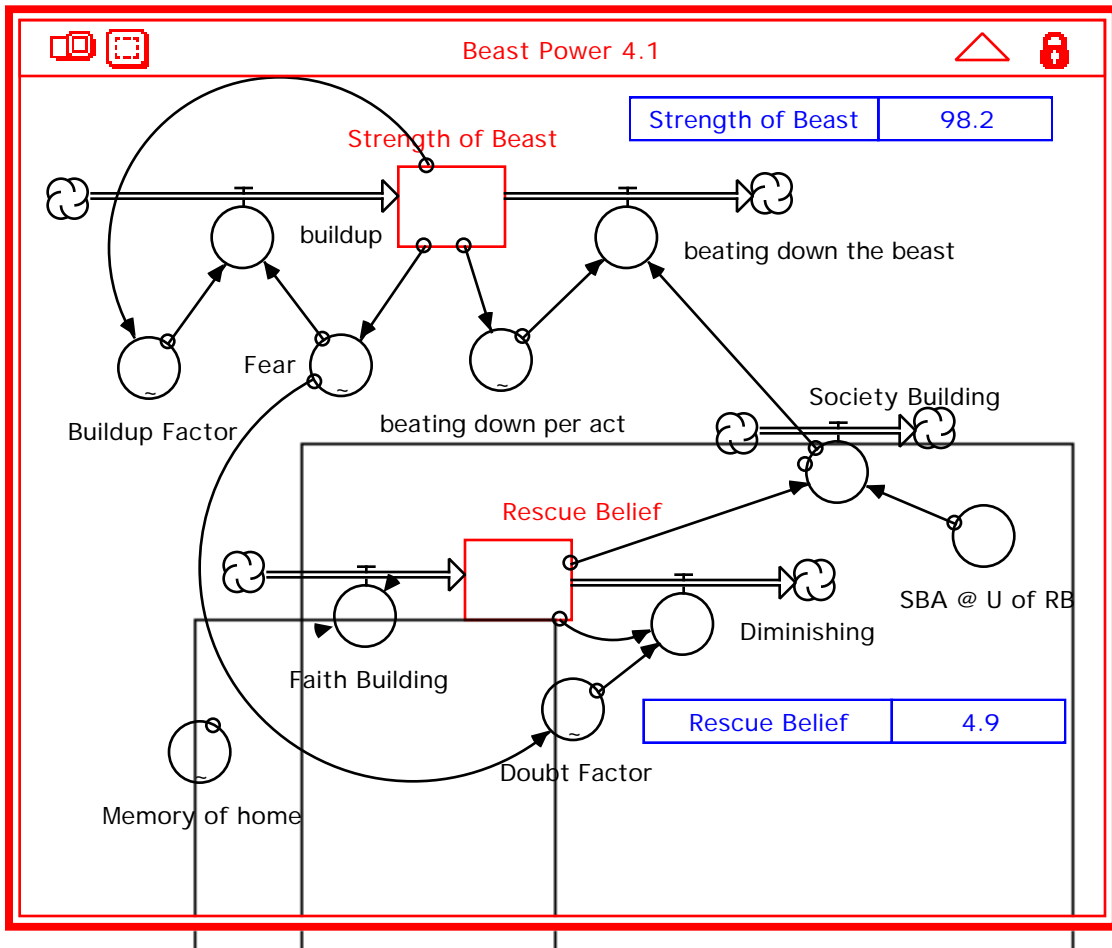 Beast Power 4.1
Strength of Beast 98.2
Strength of Beast
buildup
beating down the beast
Fear
Buildup Factor
beating down per act
Society Building
Rescue Belief
SBA @ U of RB
Diminishing
Faith Building
Rescue Belief 4.9
Doubt Factor
Memory of home
~
~
~
~
~